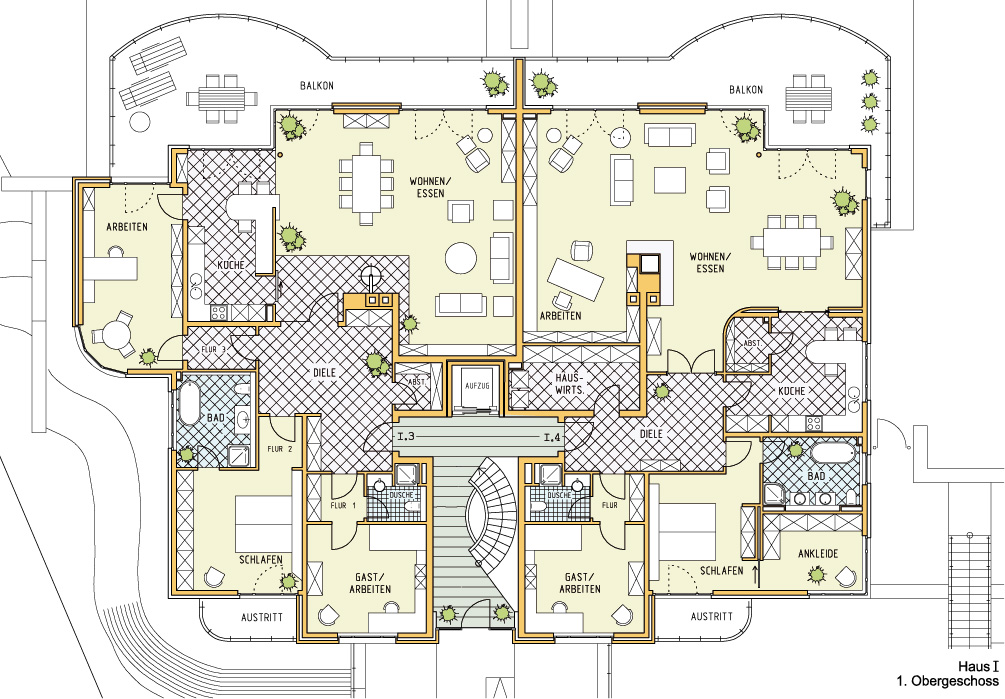 BALKON
BALKON
WOHNEN/
ESSEN
ARBEITEN
KÜCHE
WOHNEN/
ESSEN
ARBEITEN
FLUR 3
DIELE
ABST.
AUFZUG
HAUS-
WIRTS.
ABST.
KÜCHE
BAD
FLUR 2
I.3
I.4
DIELE
BAD
DUSCHE
DUSCHE
FLUR 1
FLUR
SCHLAFEN
GAST/
ARBEITEN
GAST/
ARBEITEN
SCHLAFEN
ANKLEIDE
AUSTRITT
AUSTRITT
Haus I
1. Obergeschoss